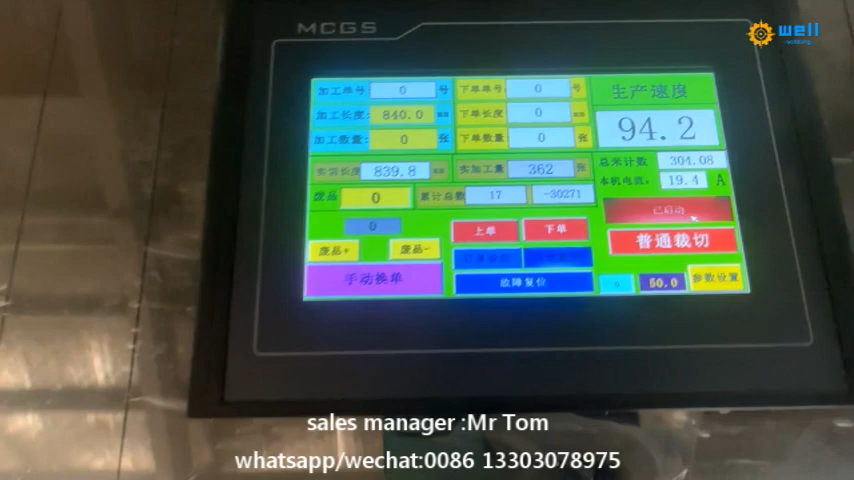 MCGS
well
加工单号 0 号 下单单号 0 号 生产速度
加工长度: 840.0 mm 下单长度 0 mm 94.2
加工数量: 0 张 下单数量 0 张
总米计数 304.08
实切长度 839.8 mm 实加工量 362 张
本机电流: 19.4 A
废品 0 累计总数 17 -30271
已启动
0 上单 下单
普通裁切
废品+ 废品-
手动换单 故障复位 0 50.0 参数设置
sales manager :Mr Tom
whatsapp/wechat:0086 13303078975